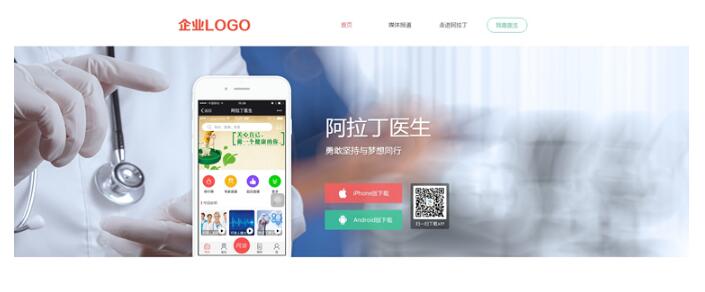 企业LOGO
首页
媒体报道
走进阿拉丁
我是医生
阿拉丁医生
关心自己,
做一个健康的你.
阿拉丁医生
勇敢坚持与梦想同行
iPhone版下载
Android版下载
扫一扫下载APP
问诊